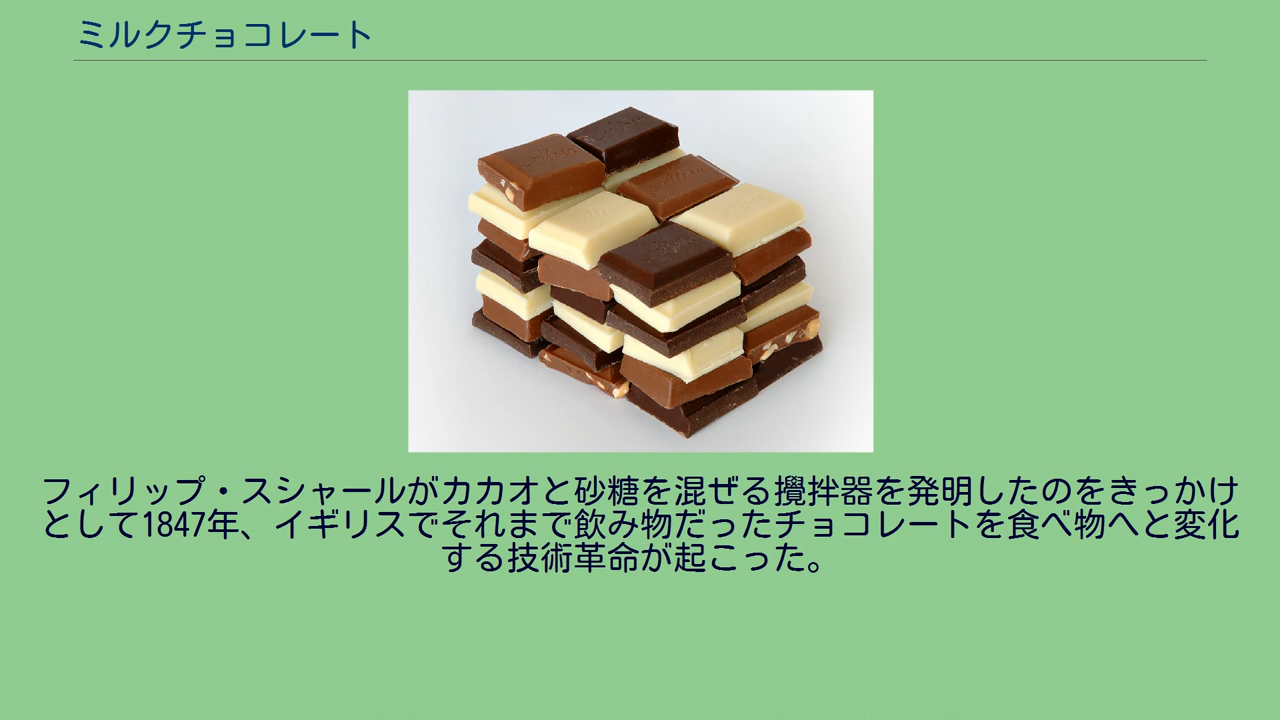 ミルクチョコレート
フィリップ・スシャールがカカオと砂糖を混ぜる攪拌器を発明したのをきっかけ
として1847年、イギリスでそれまで飲み物だったチョコレートを食べ物へと変化
する技術革命が起こった。